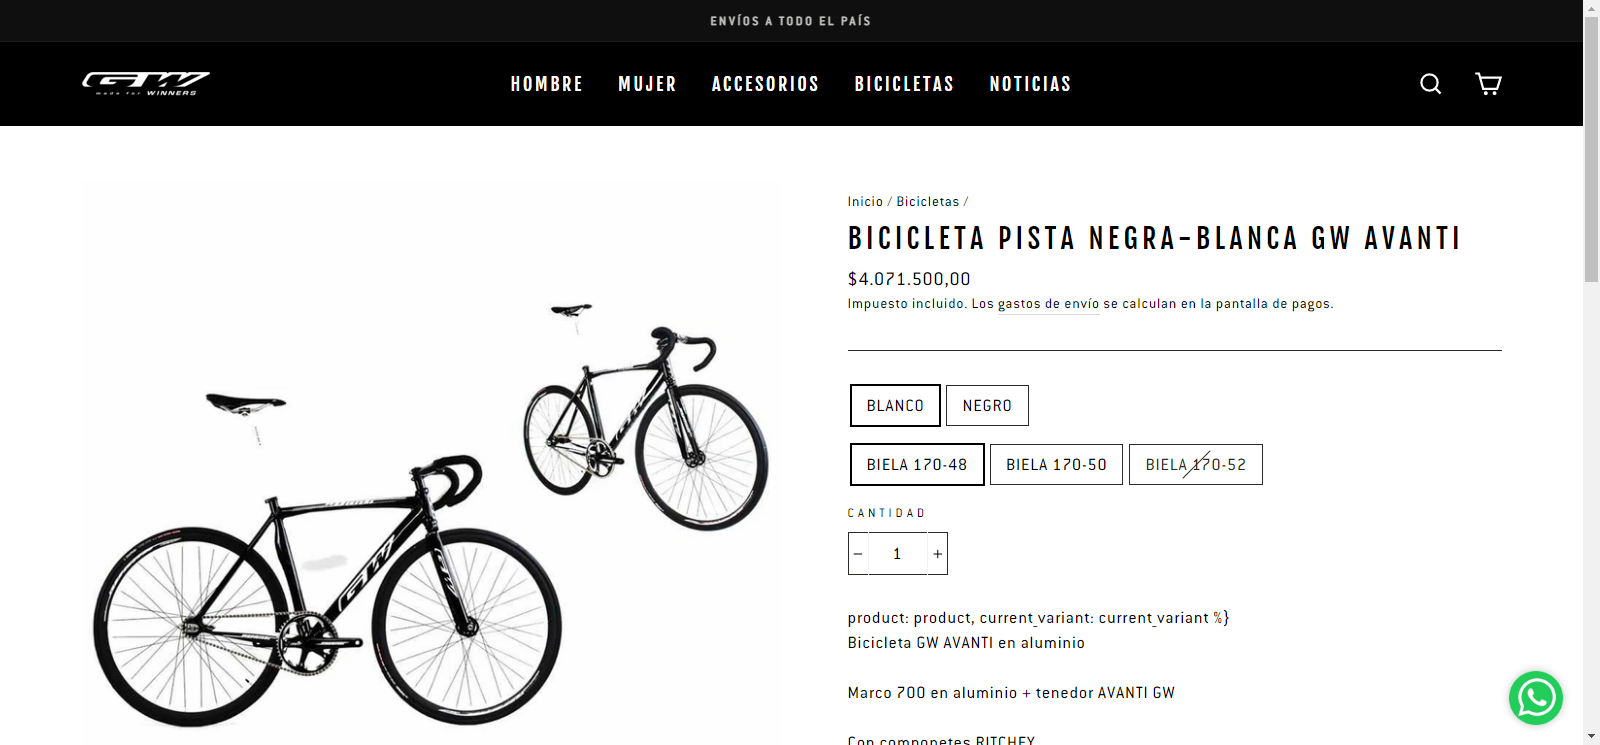 ENVÍOS A TODO EL PAÍS
GW
made for WINNERS
HOMBRE MUJER ACCESORIOS BICICLETAS NOTICIAS
Inicio / Bicicletas /
BICICLETA PISTA NEGRA-BLANCA GW AVANTI
$4.071.500,00
Impuesto incluido. Los gastos de envío se calculan en la pantalla de pagos.
BLANCO NEGRO
BIELA 170-48 BIELA 170-50 BIELA 170-52
CANTIDAD
− 1 +
product: product, current_variant: current_variant %}
Bicicleta GW AVANTI en aluminio
Marco 700 en aluminio + tenedor AVANTI GW
Con componetes RITCHEY
GW
GW